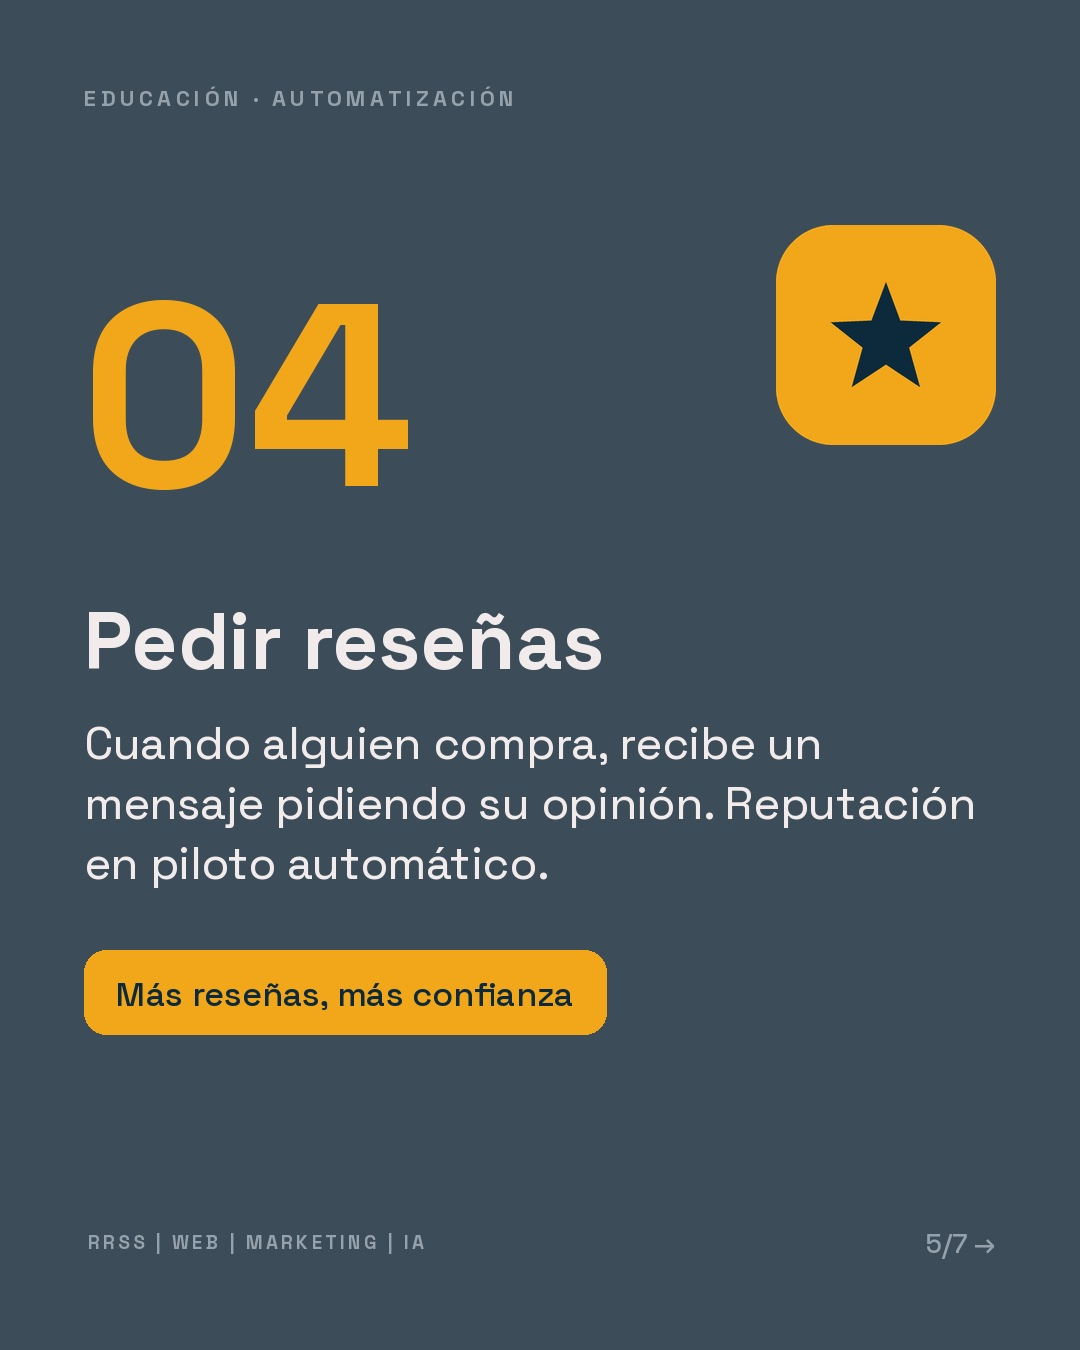 EDUCACIÓN · AUTOMATIZACIÓN
04
Pedir reseñas
Cuando alguien compra, recibe un
mensaje pidiendo su opinión. Reputación
en piloto automático.
Más reseñas, más confianza
RRSS | WEB | MARKETING | IA
5/7 →